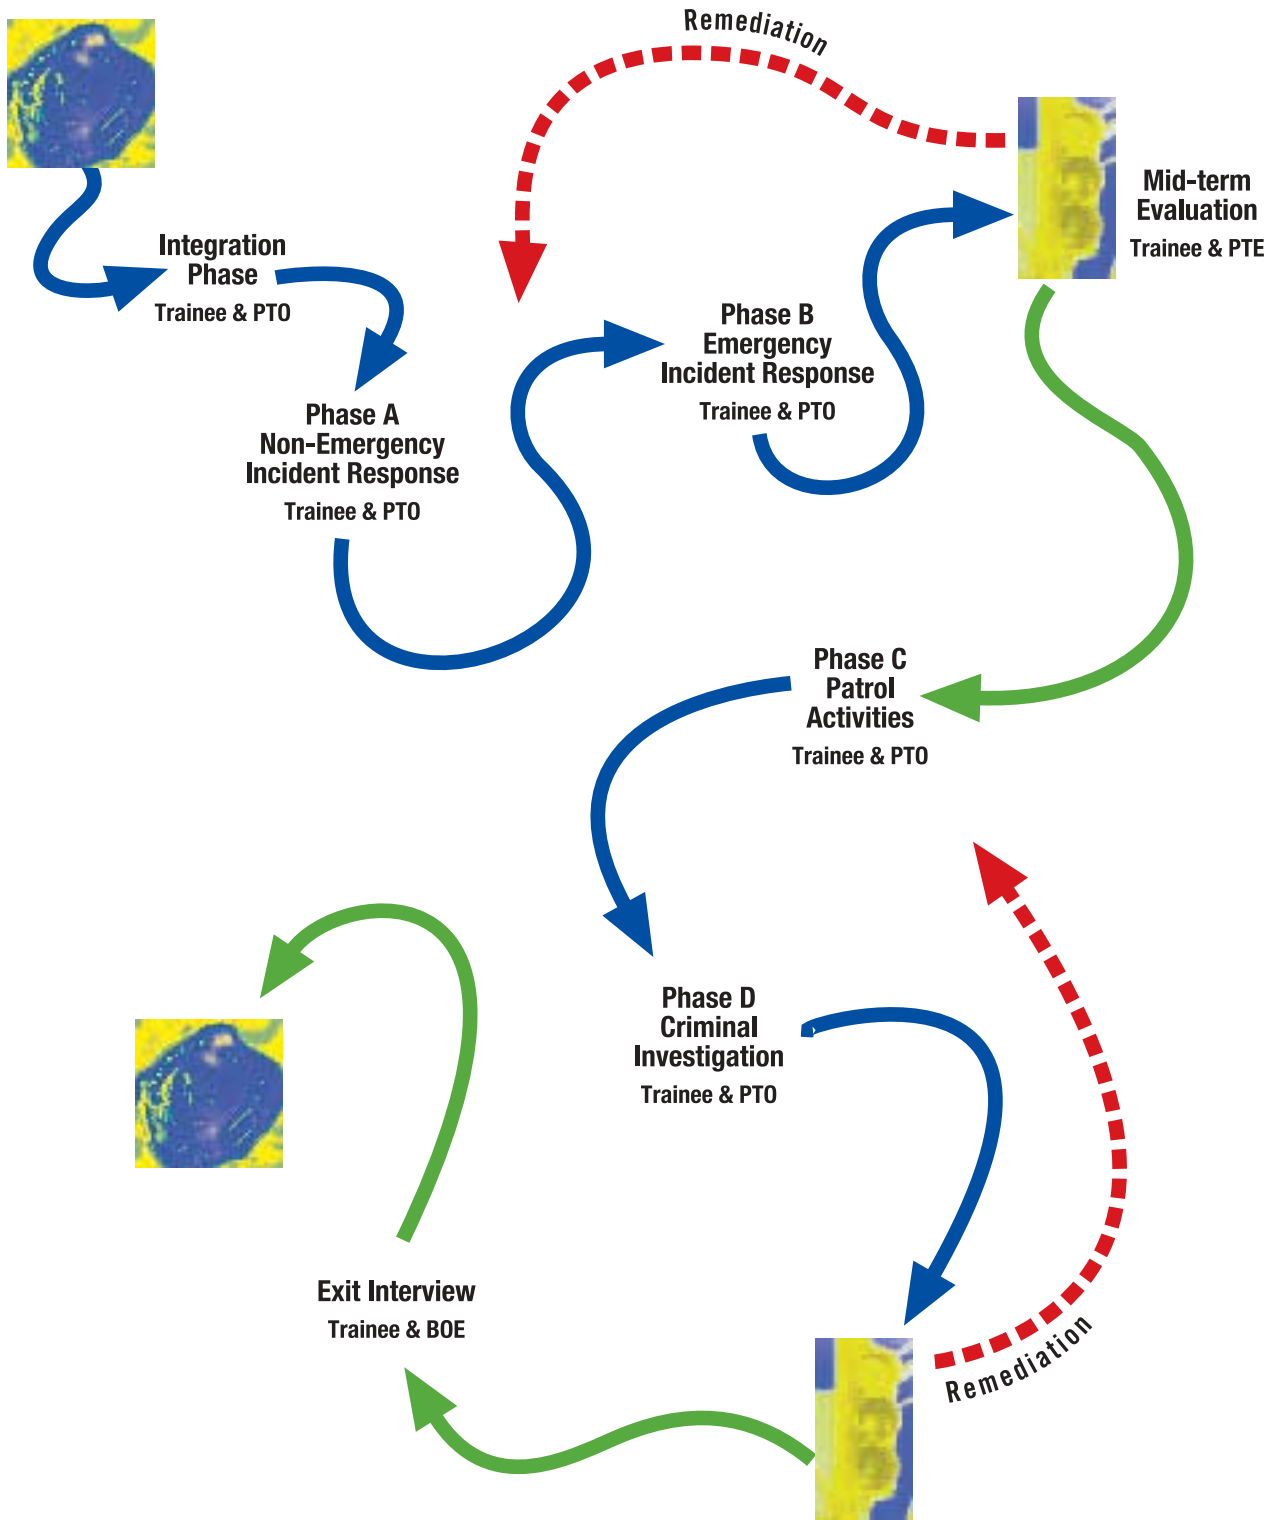 Remediation
Mid-term
Evaluation
Trainee & PTE
Integration
Phase
Trainee & PTO
Phase B
Emergency
Incident Response
Trainee & PTO
Phase A
Non-Emergency
Incident Response
Trainee & PTO
Phase C
Patrol
Activities
Trainee & PTO
Phase D
Criminal
Investigation
Trainee & PTO
Exit Interview
Trainee & BOE
Remediation